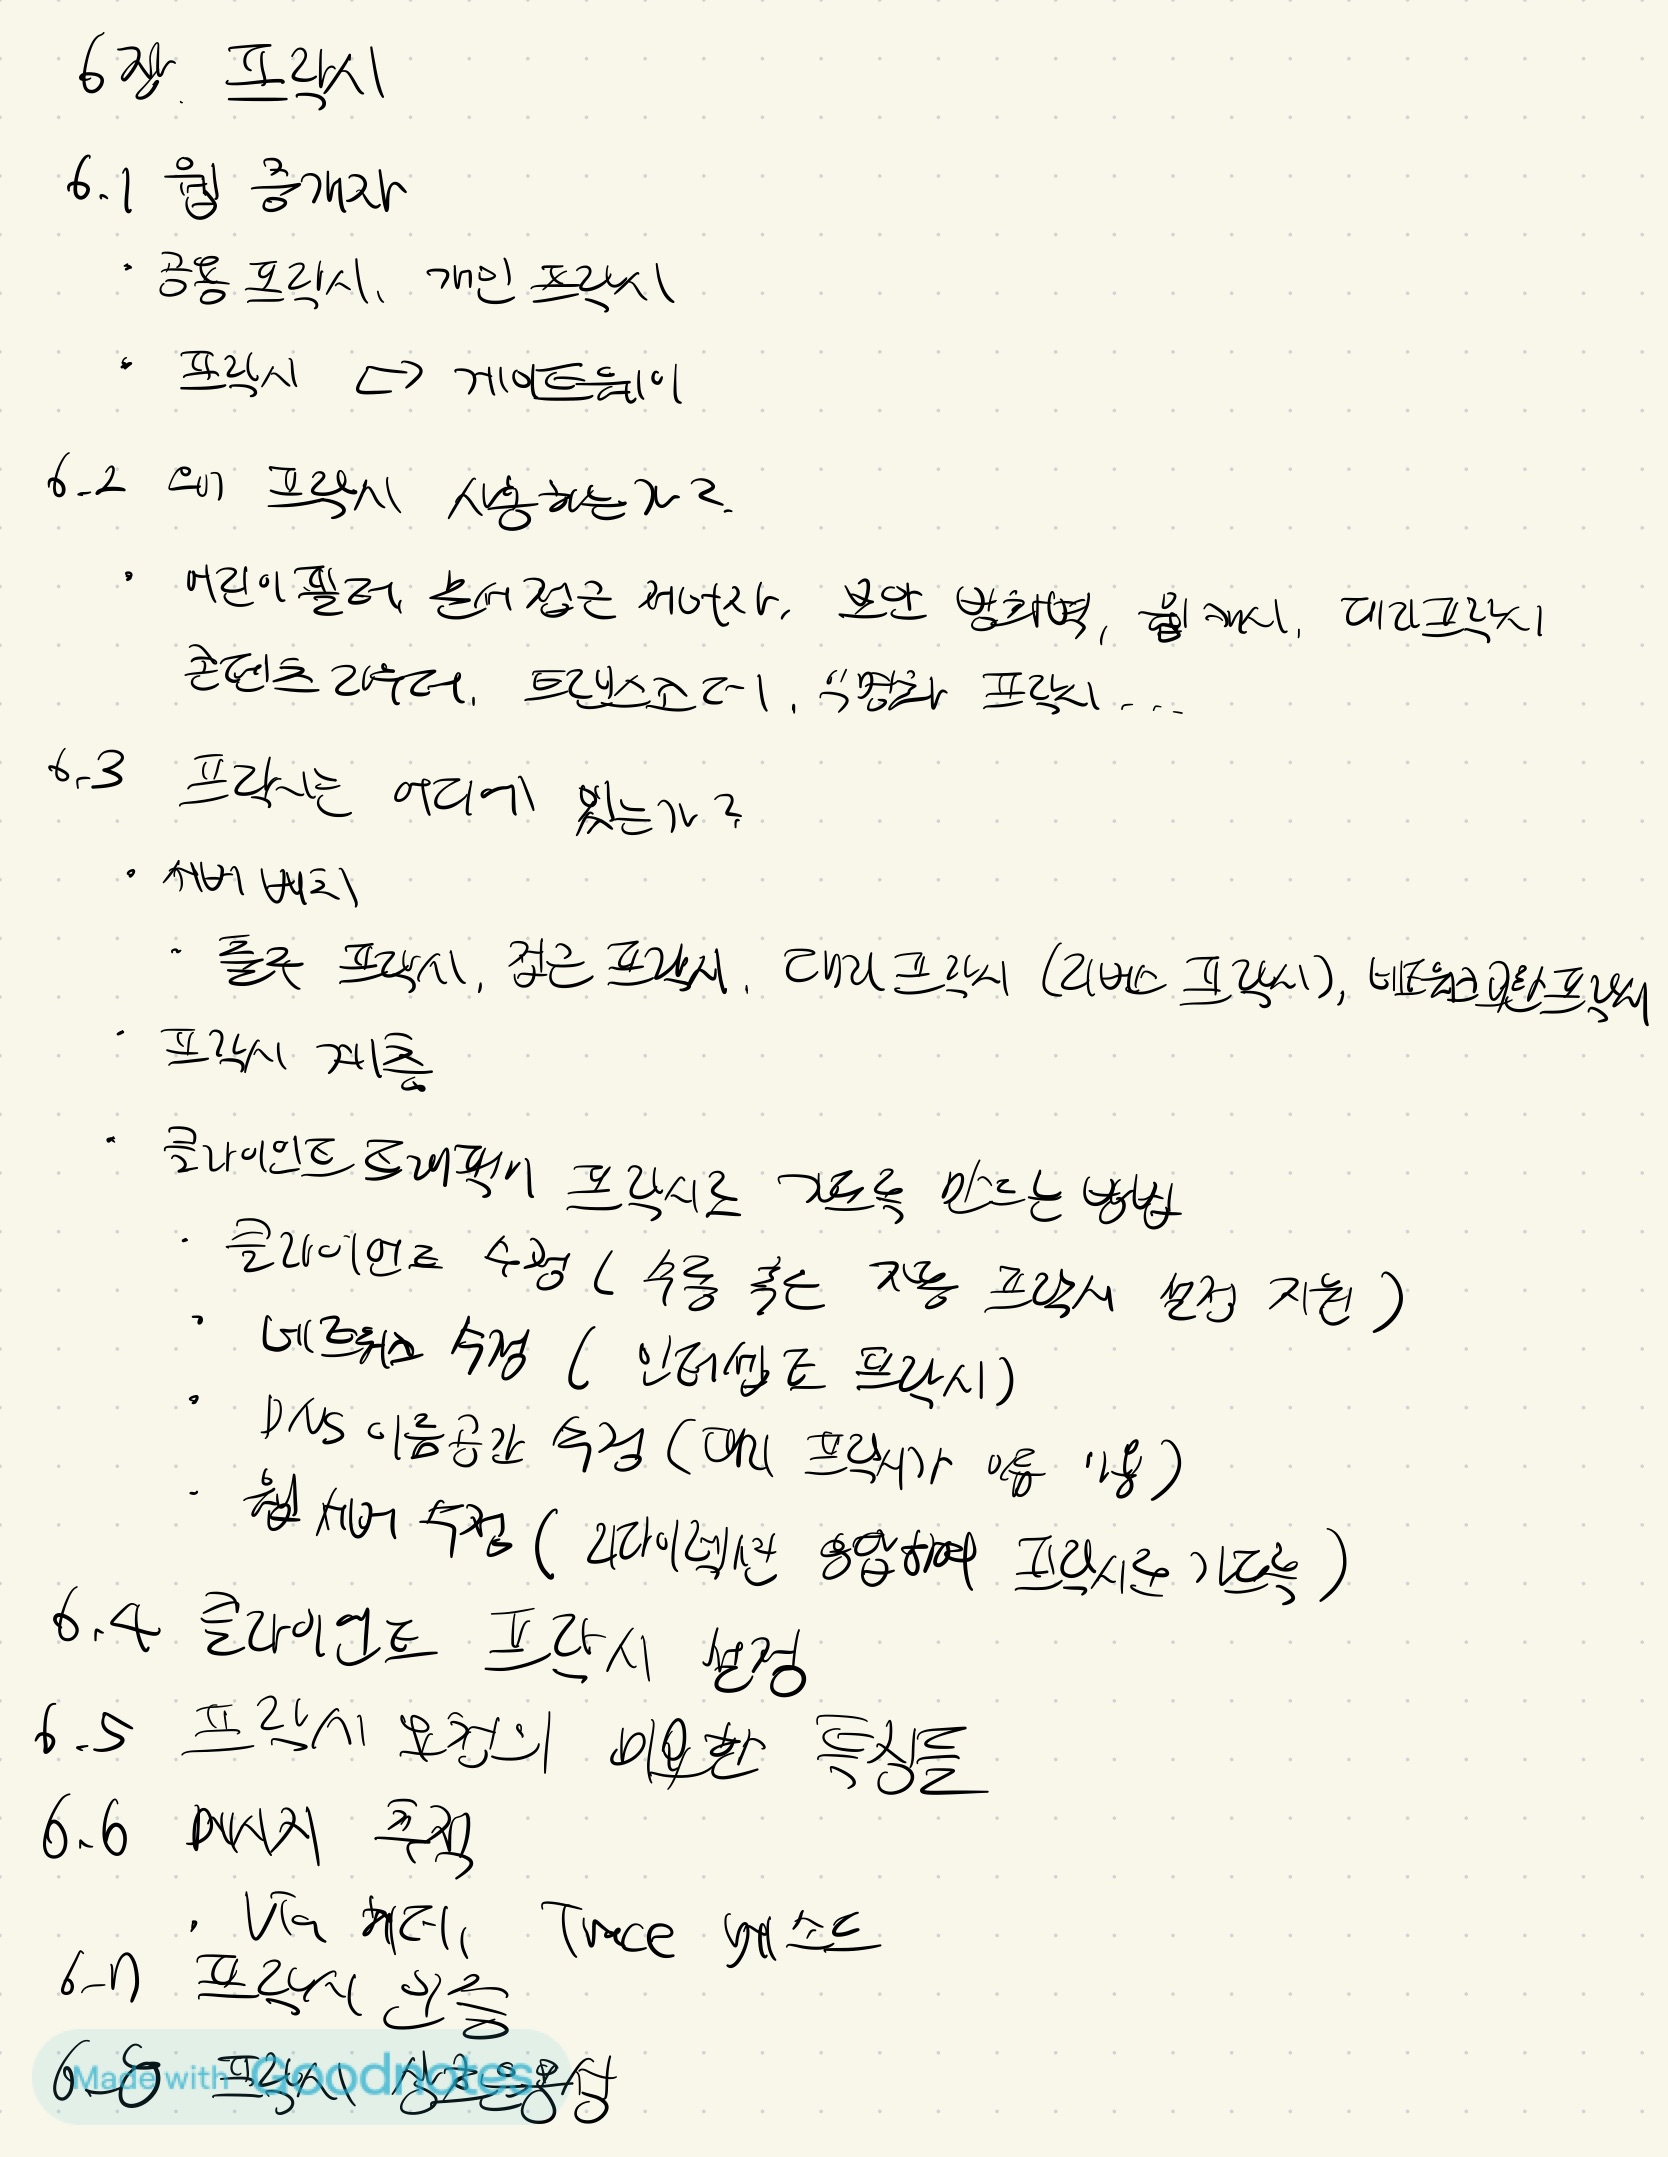 6장. 프락시
6.1 웹 중개자
· 공용 프락시, 개인 프락시
· 프락시 <-> 게이트웨이
6.2 왜 프락시 사용하는가?
· 어린이 필터, 문서 접근 제어자, 보안 방화벽, 웹 캐시, 대리 프락시
콘텐츠 라우터, 트랜스코더, 익명화 프락시...
6.3 프락시는 어디에 있는가?
· 서버 배치
· 출구 프락시, 접근 프락시, 대리 프락시 (리버스 프락시), 네트워크 교환 프락시
· 프락시 계층
· 클라이언트 트래픽이 프락시로 가도록 만드는 방법
· 클라이언트 수정 ( 수동 혹은 자동 프락시 설정 지원 )
· 네트워크 수정 ( 인터셉트 프락시 )
· DNS 이름공간 수정 (대리 프락시가 이름 사용)
· 웹 서버 수정 ( 리다이렉션 응답하여 프락시로 가도록 )
6.4 클라이언트 프락시 설정
6.5 프락시 요청의 미묘한 특징들
6.6 메시지 추적
· Via 헤더, Trace 메소드
6.7 프락시 인증
6.8 프락시 상호운용성
Made with Goodnotes